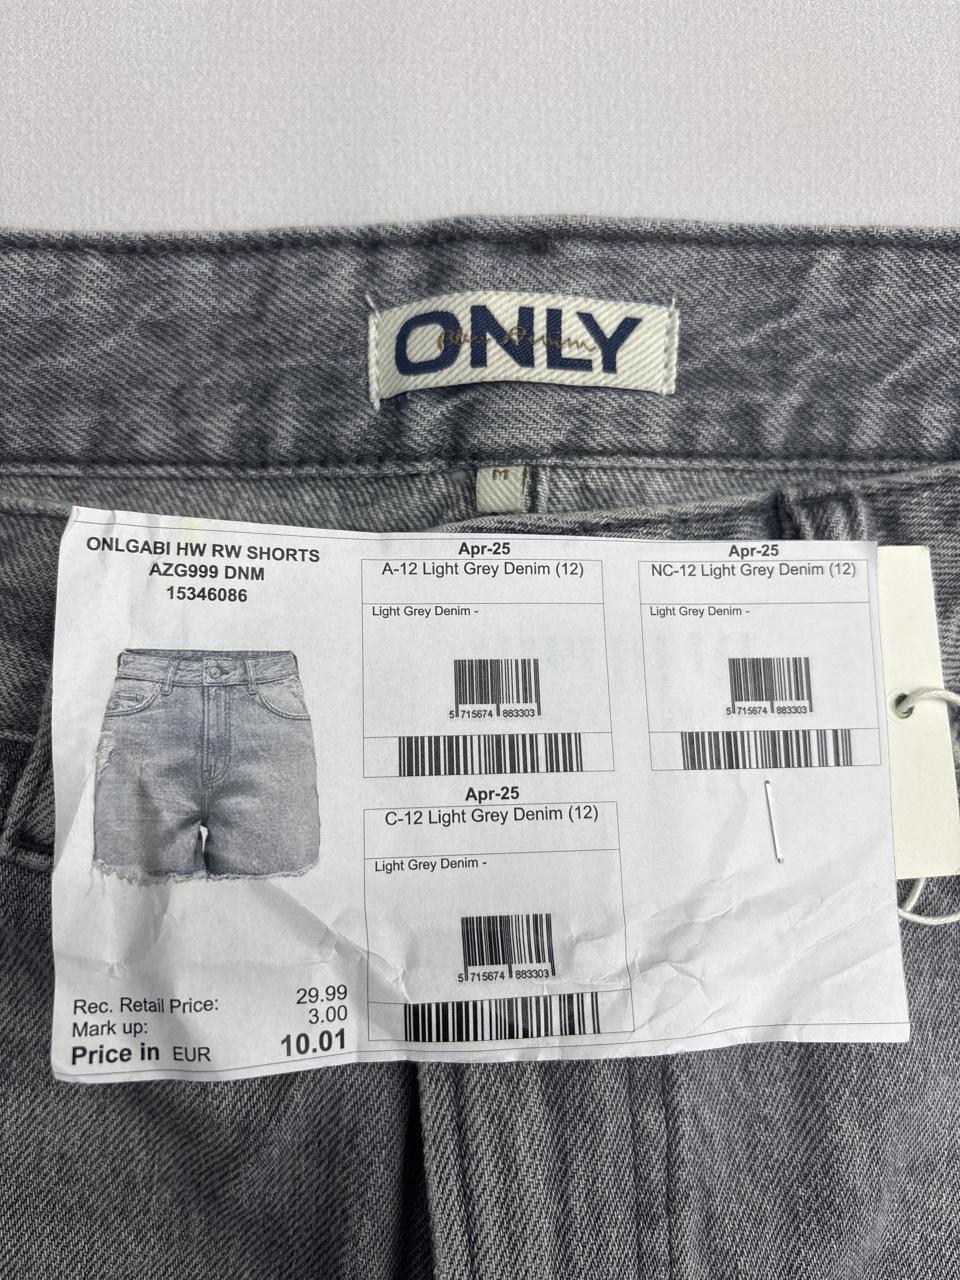 ONLY
M
ONLGABI HW RW SHORTS
AZG999 DNM
15346086
Rec. Retail Price: 29.99
Mark up: 3.00
Price in EUR 10.01
Apr-25
A-12 Light Grey Denim (12)
Light Grey Denim -
5 715674 883303
Apr-25
NC-12 Light Grey Denim (12)
Light Grey Denim -
5 715674 883303
Apr-25
C-12 Light Grey Denim (12)
Light Grey Denim -
5 715674 883303